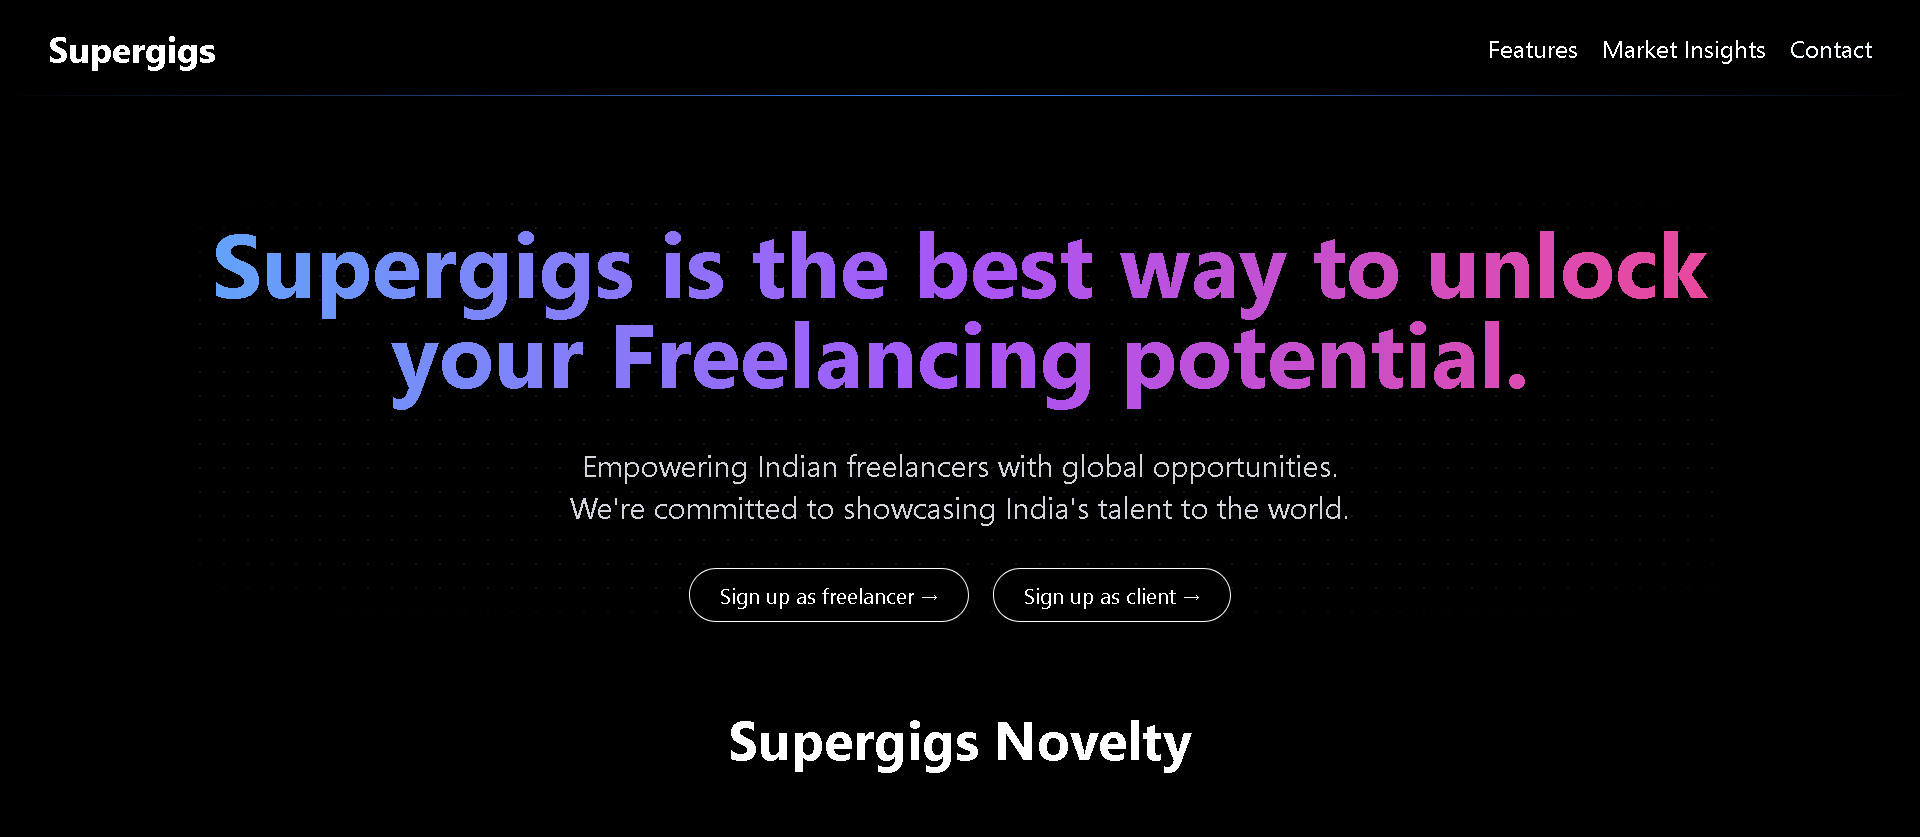 Supergigs
Features Market Insights Contact
Supergigs is the best way to unlock
your Freelancing potential.
Empowering Indian freelancers with global opportunities.
We're committed to showcasing India's talent to the world.
Sign up as freelancer → Sign up as client →
Supergigs Novelty